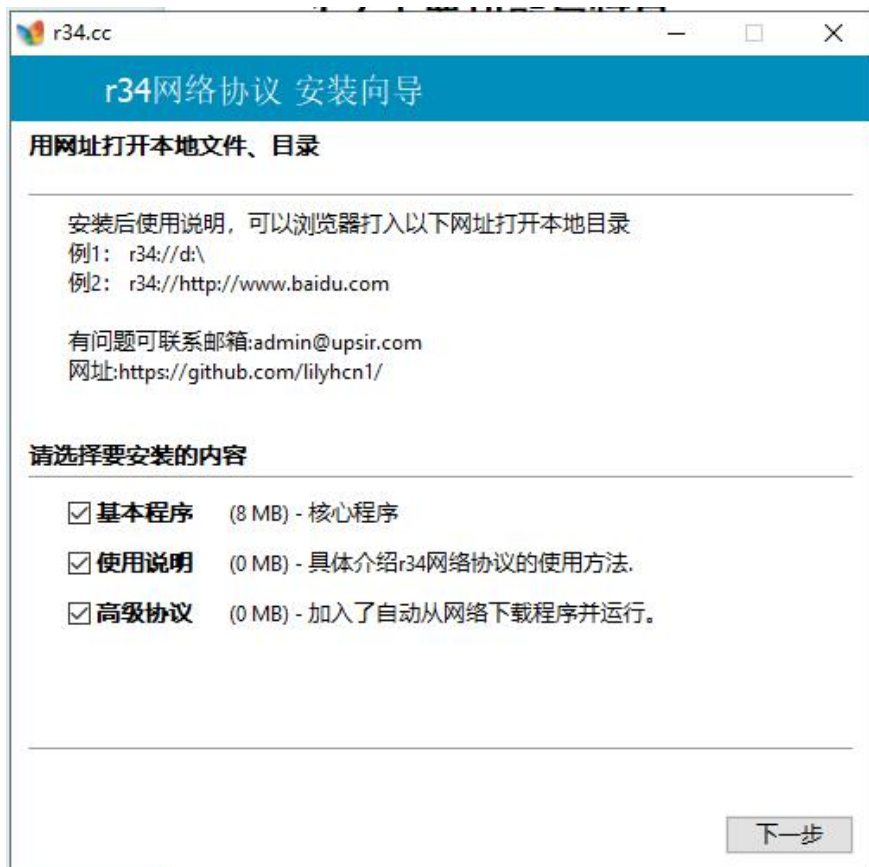 r34.cc
r34网络协议 安装向导
用网址打开本地文件、目录
安装后使用说明，可以浏览器打入以下网址打开本地目录
例1： r34://d:\
例2： r34://http://www.baidu.com
有问题可联系邮箱:admin@upsir.com
网址:https://github.com/lilyhcn1/
请选择要安装的内容
基本程序 (8 MB) - 核心程序
使用说明 (0 MB) - 具体介绍r34网络协议的使用方法.
高级协议 (0 MB) - 加入了自动从网络下载程序并运行。
下一步